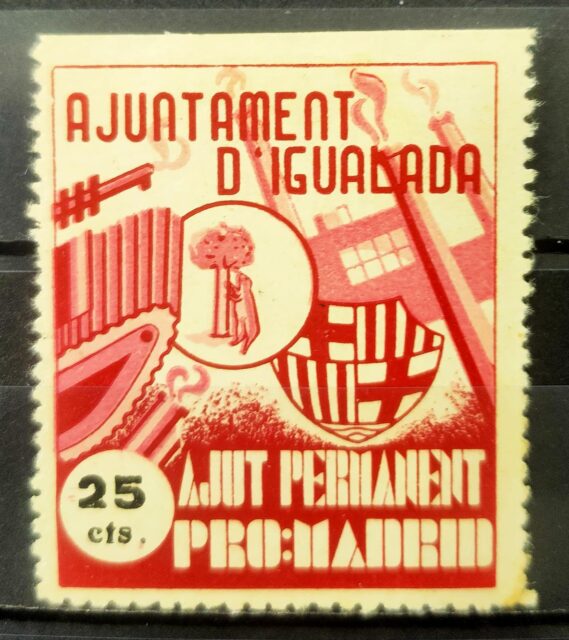 AJUNTAMENT
D'IGUALADA
25
cts.
AJUT PERMANENT
PRO:MADRID